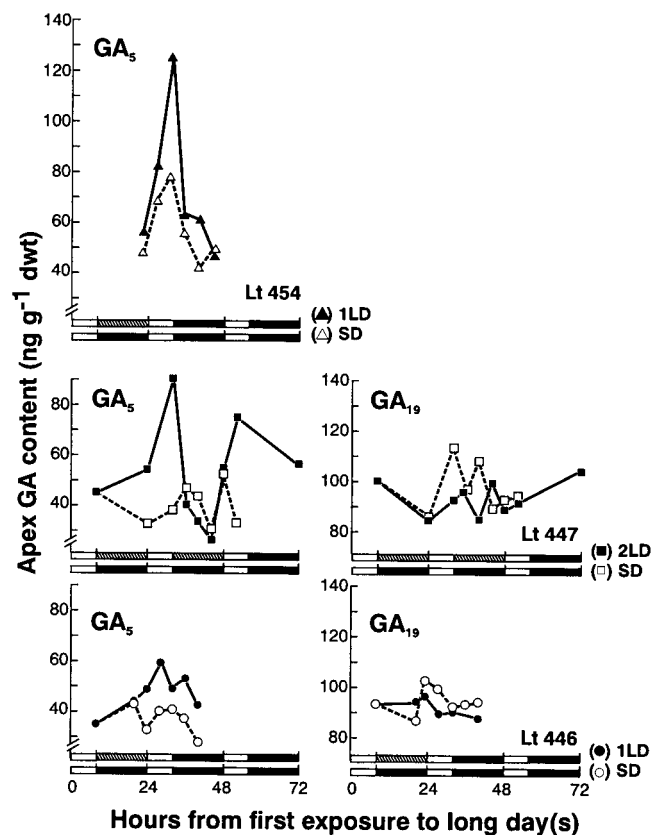 Apex GA content (ng g⁻¹ dwt)
140
120
100
80
60
40
GA₅
Lt 454
(▲) 1LD
(△) SD
80
60
40
GA₅
140
120
100
80
GA₁₉
Lt 447
(■) 2LD
(□) SD
80
60
40
GA₅
140
120
100
80
GA₁₉
Lt 446
(●) 1LD
(○) SD
0 24 48 72
0 24 48 72
Hours from first exposure to long day(s)